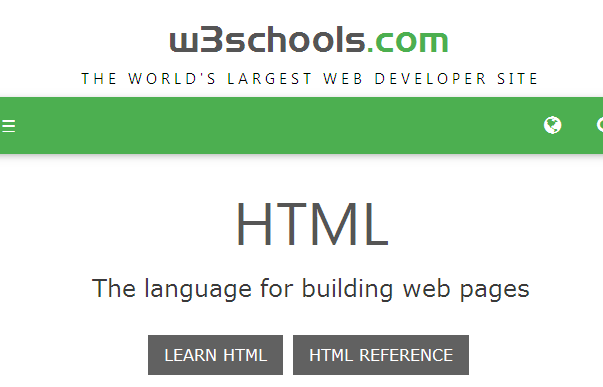 w3schools.com
THE WORLD'S LARGEST WEB DEVELOPER SITE
HTML
The language for building web pages
LEARN HTML HTML REFERENCE